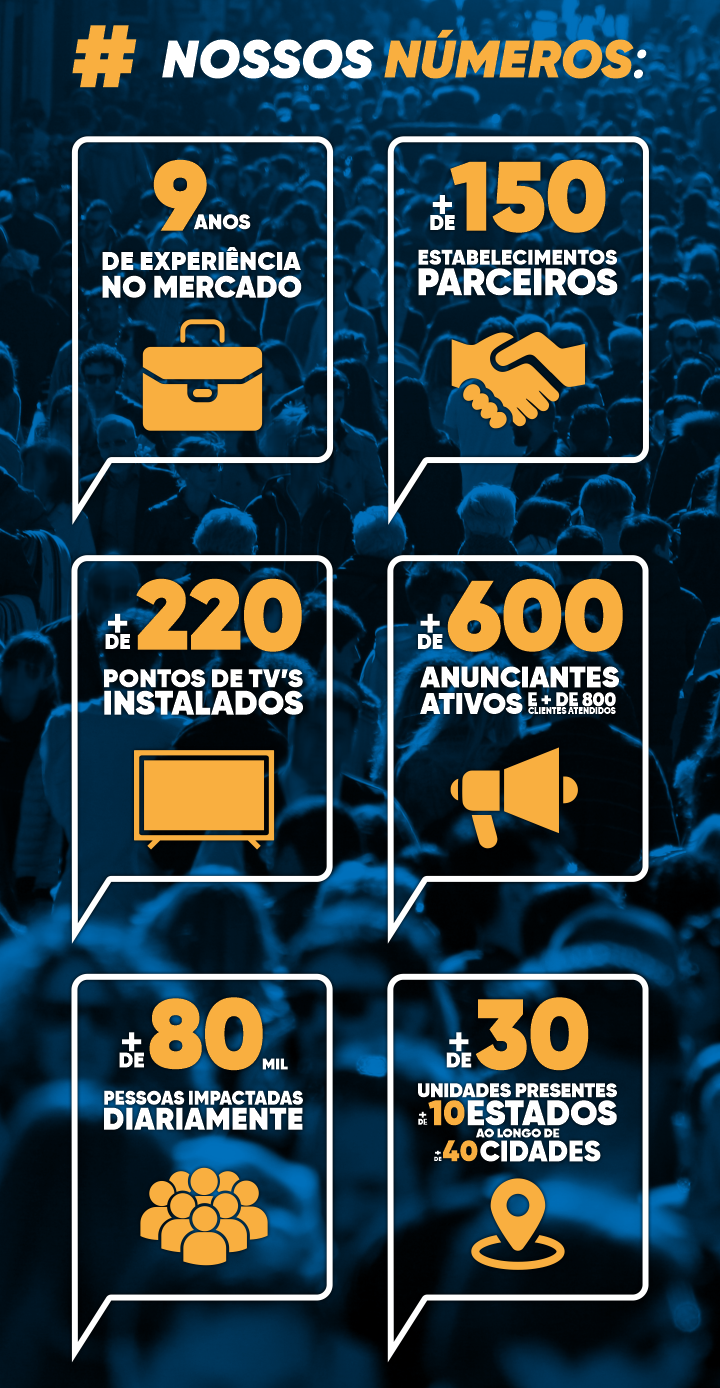 # NOSSOS NÚMEROS:
9 ANOS
DE EXPERIÊNCIA
NO MERCADO
+ DE 150
ESTABELECIMENTOS
PARCEIROS
+ DE 220
PONTOS DE TV'S
INSTALADOS
+ DE 600
ANUNCIANTES
ATIVOS E + DE 800
CLIENTES ATENDIDOS
+ DE 80 MIL
PESSOAS IMPACTADAS
DIARIAMENTE
+ DE 30
UNIDADES PRESENTES
+ DE 10 ESTADOS
AO LONGO DE
+ DE 40 CIDADES